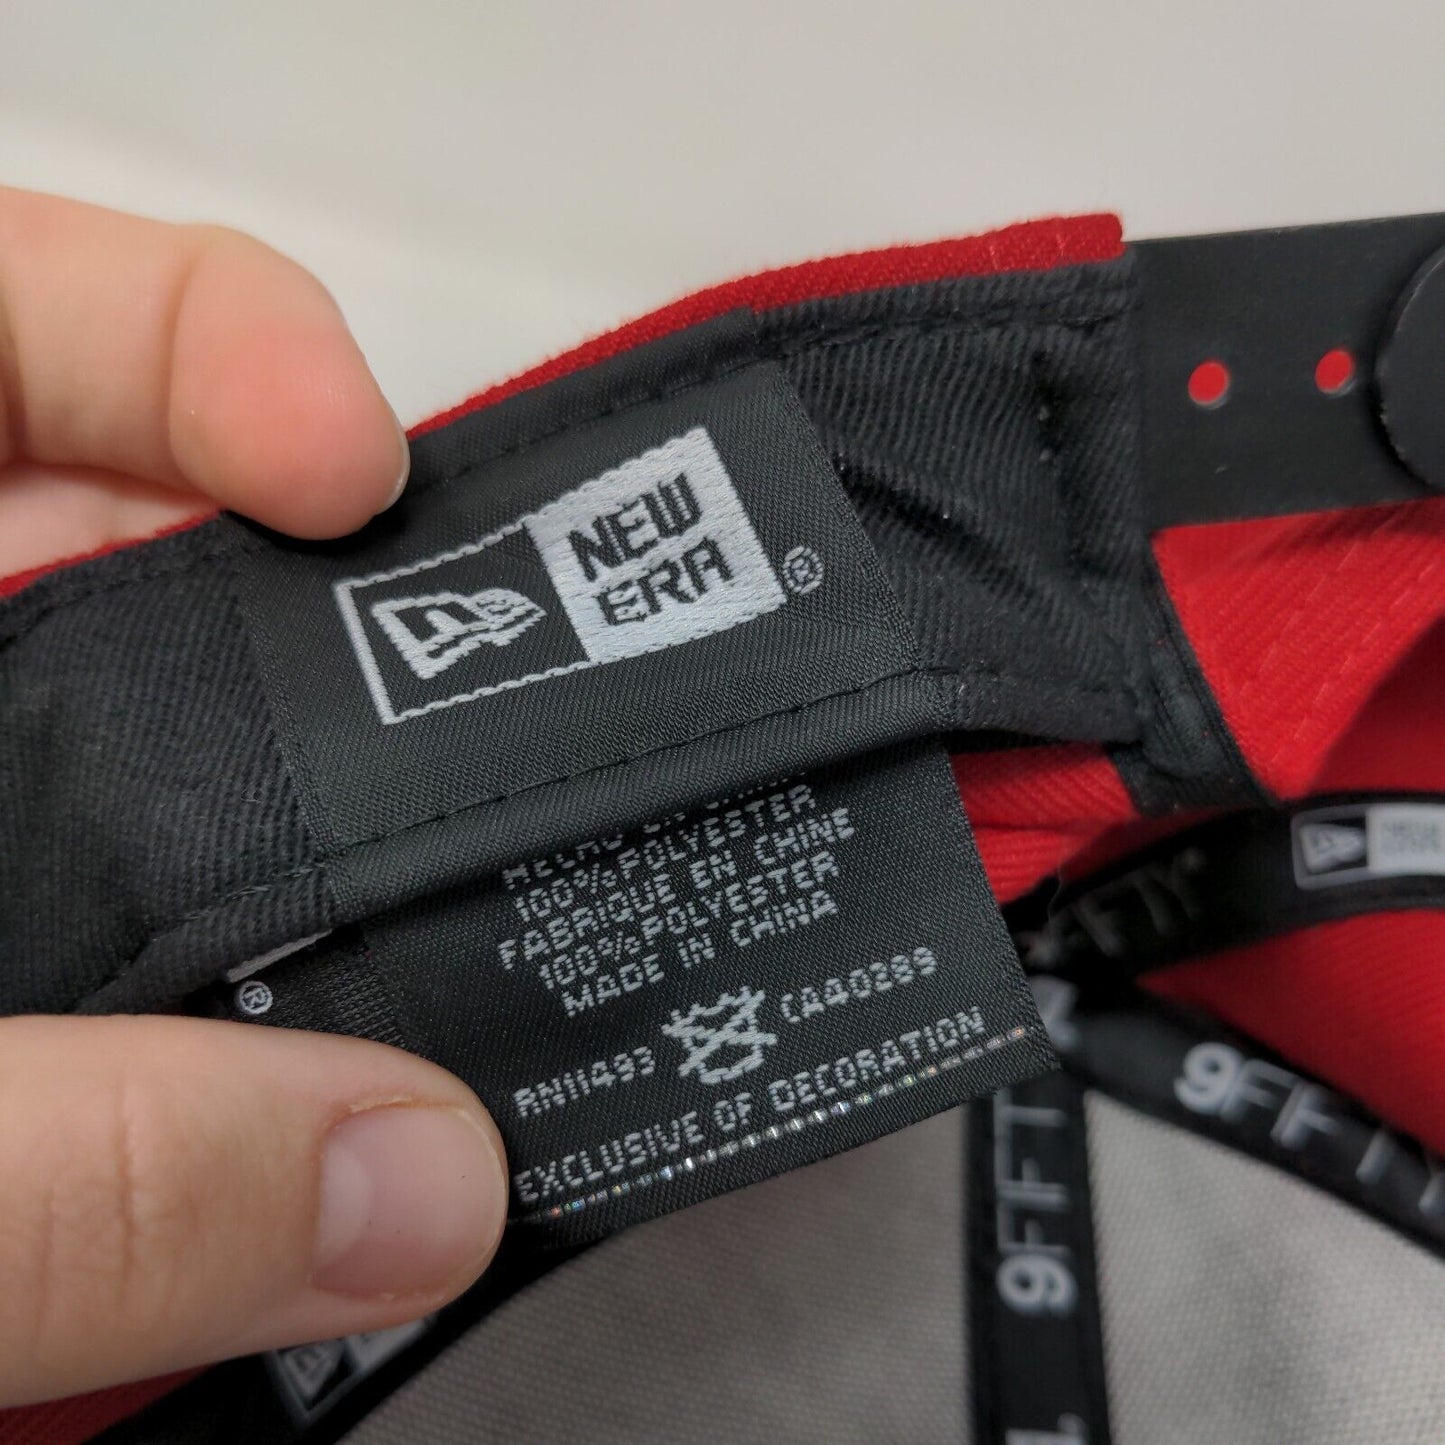 NEW
ERA
®
100% POLYESTER
FABRIQUE EN CHINE
100% POLYESTER
MADE IN CHINA
RN11493
CA40289
EXCLUSIVE OF DECORATION
®
9FIFTY
9FIFTY